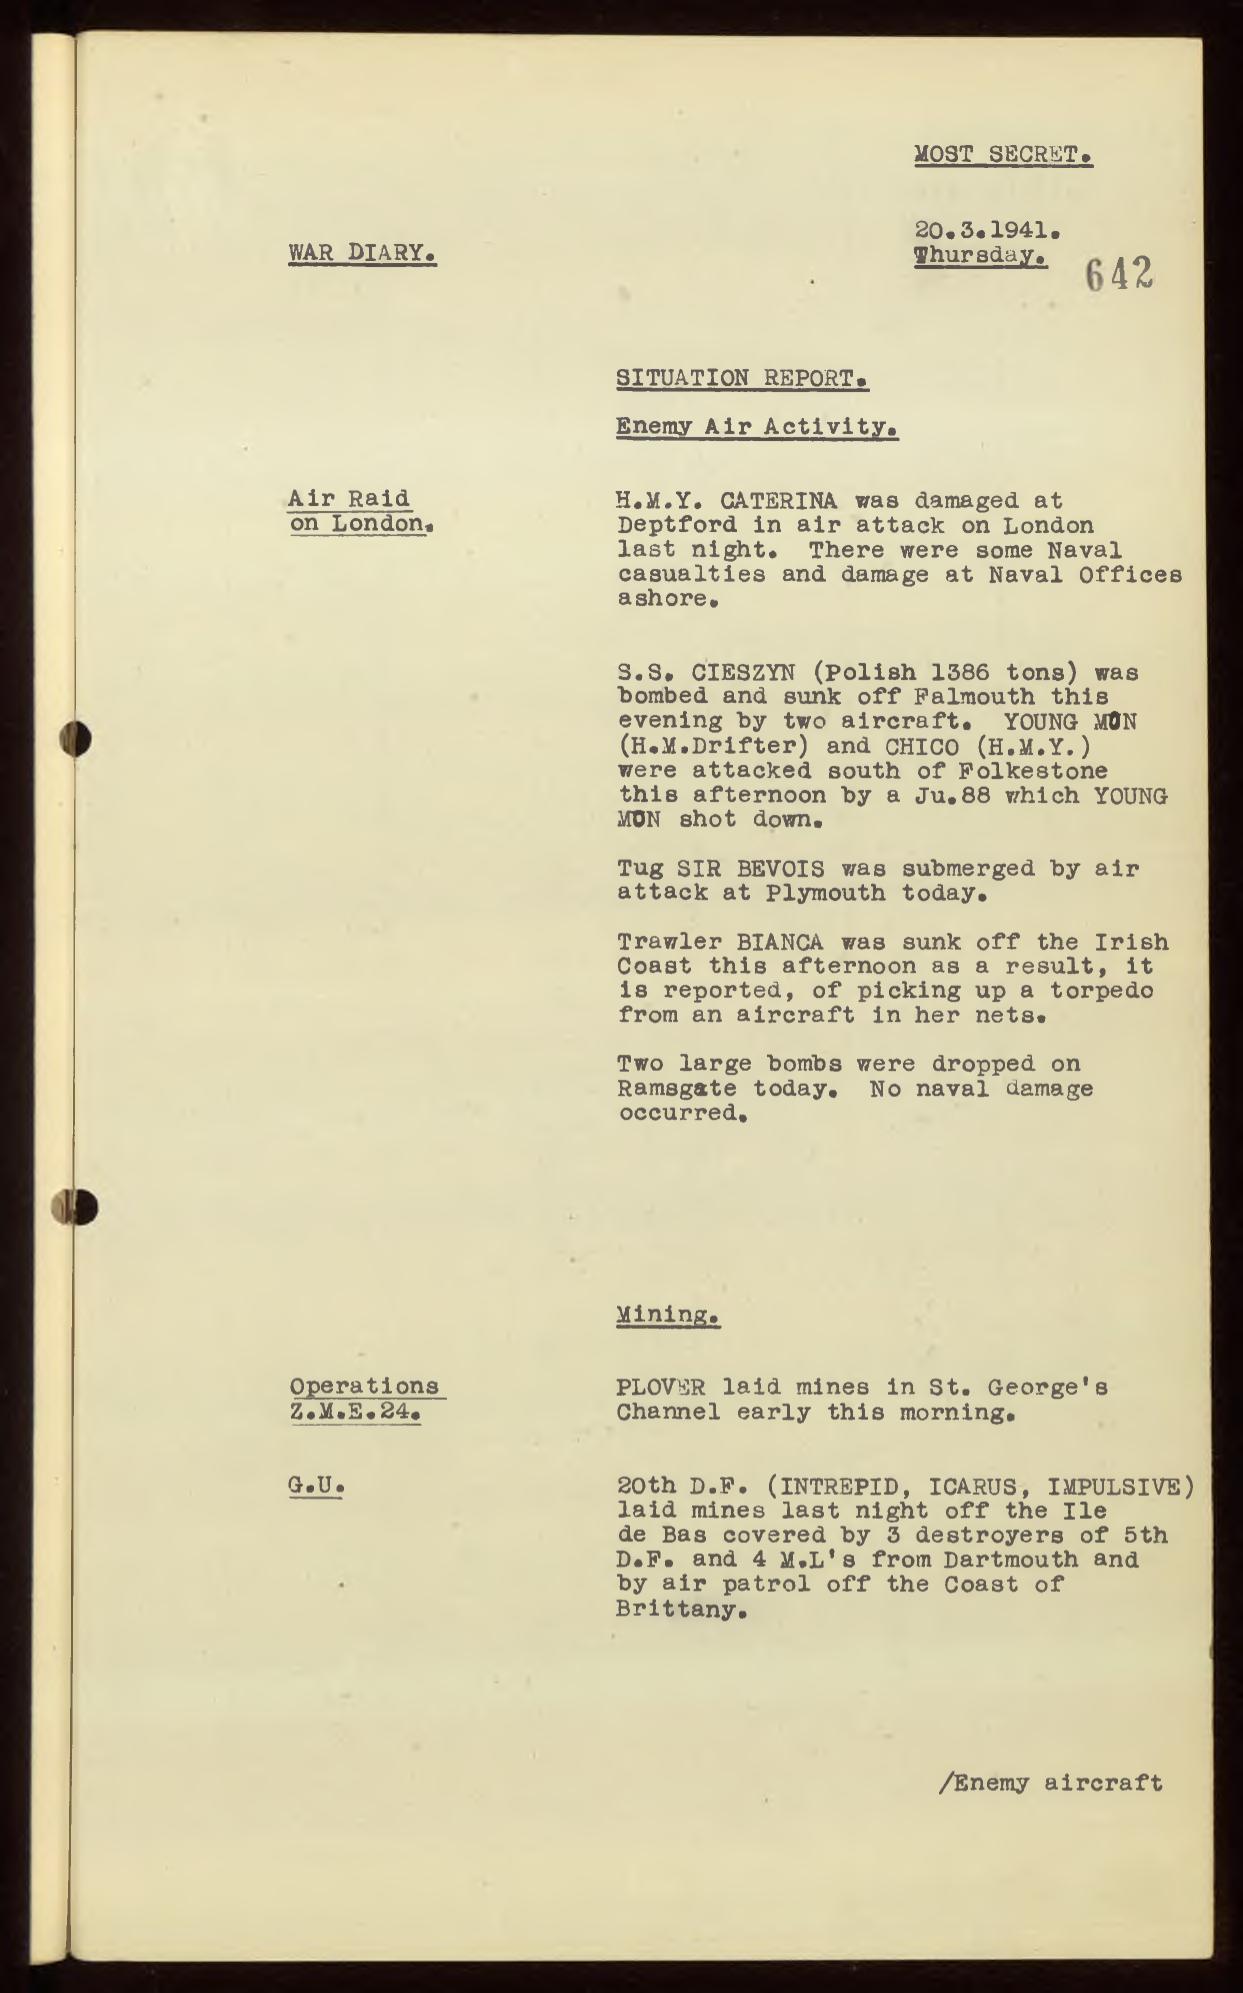 MOST SECRET.
20.3.1941.
WAR DIARY.
Thursday.
642
SITUATION REPORT.
Enemy Air Activity.
Air Raid
on London.
H.M.Y. CATERINA was damaged at
Deptford in air attack on London
last night. There were some Naval
casualties and damage at Naval Offices
ashore.
S.S. CIESZYN (Polish 1386 tons) was
bombed and sunk off Falmouth this
evening by two aircraft. YOUNG MON
(H.M.Drifter) and CHICO (H.M.Y.)
were attacked south of Folkestone
this afternoon by a Ju.88 which YOUNG
MON shot down.
Tug SIR BEVOIS was submerged by air
attack at Plymouth today.
Trawler BIANCA was sunk off the Irish
Coast this afternoon as a result, it
is reported, of picking up a torpedo
from an aircraft in her nets.
Two large bombs were dropped on
Ramsgate today. No naval damage
occurred.
Mining.
Operations
Z.M.E.24.
PLOVER laid mines in St. George's
Channel early this morning.
G.U.
20th D.F. (INTREPID, ICARUS, IMPULSIVE)
laid mines last night off the Ile
de Bas covered by 3 destroyers of 5th
D.F. and 4 M.L's from Dartmouth and
by air patrol off the Coast of
Brittany.
/Enemy aircraft